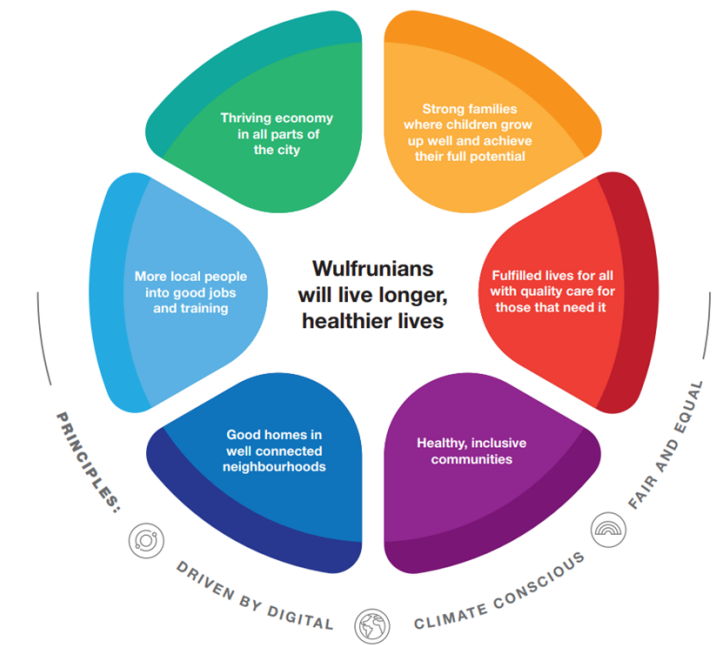 Thriving economy
in all parts of
the city
Strong families
where children grow
up well and achieve
their full potential
More local people
into good jobs
and training
Wulfrunians
will live longer,
healthier lives
Fulfilled lives for all
with quality care for
those that need it
Good homes in
well connected
neighbourhoods
Healthy, inclusive
communities
PRINCIPLES:
DRIVEN BY DIGITAL
CLIMATE CONSCIOUS
FAIR AND EQUAL